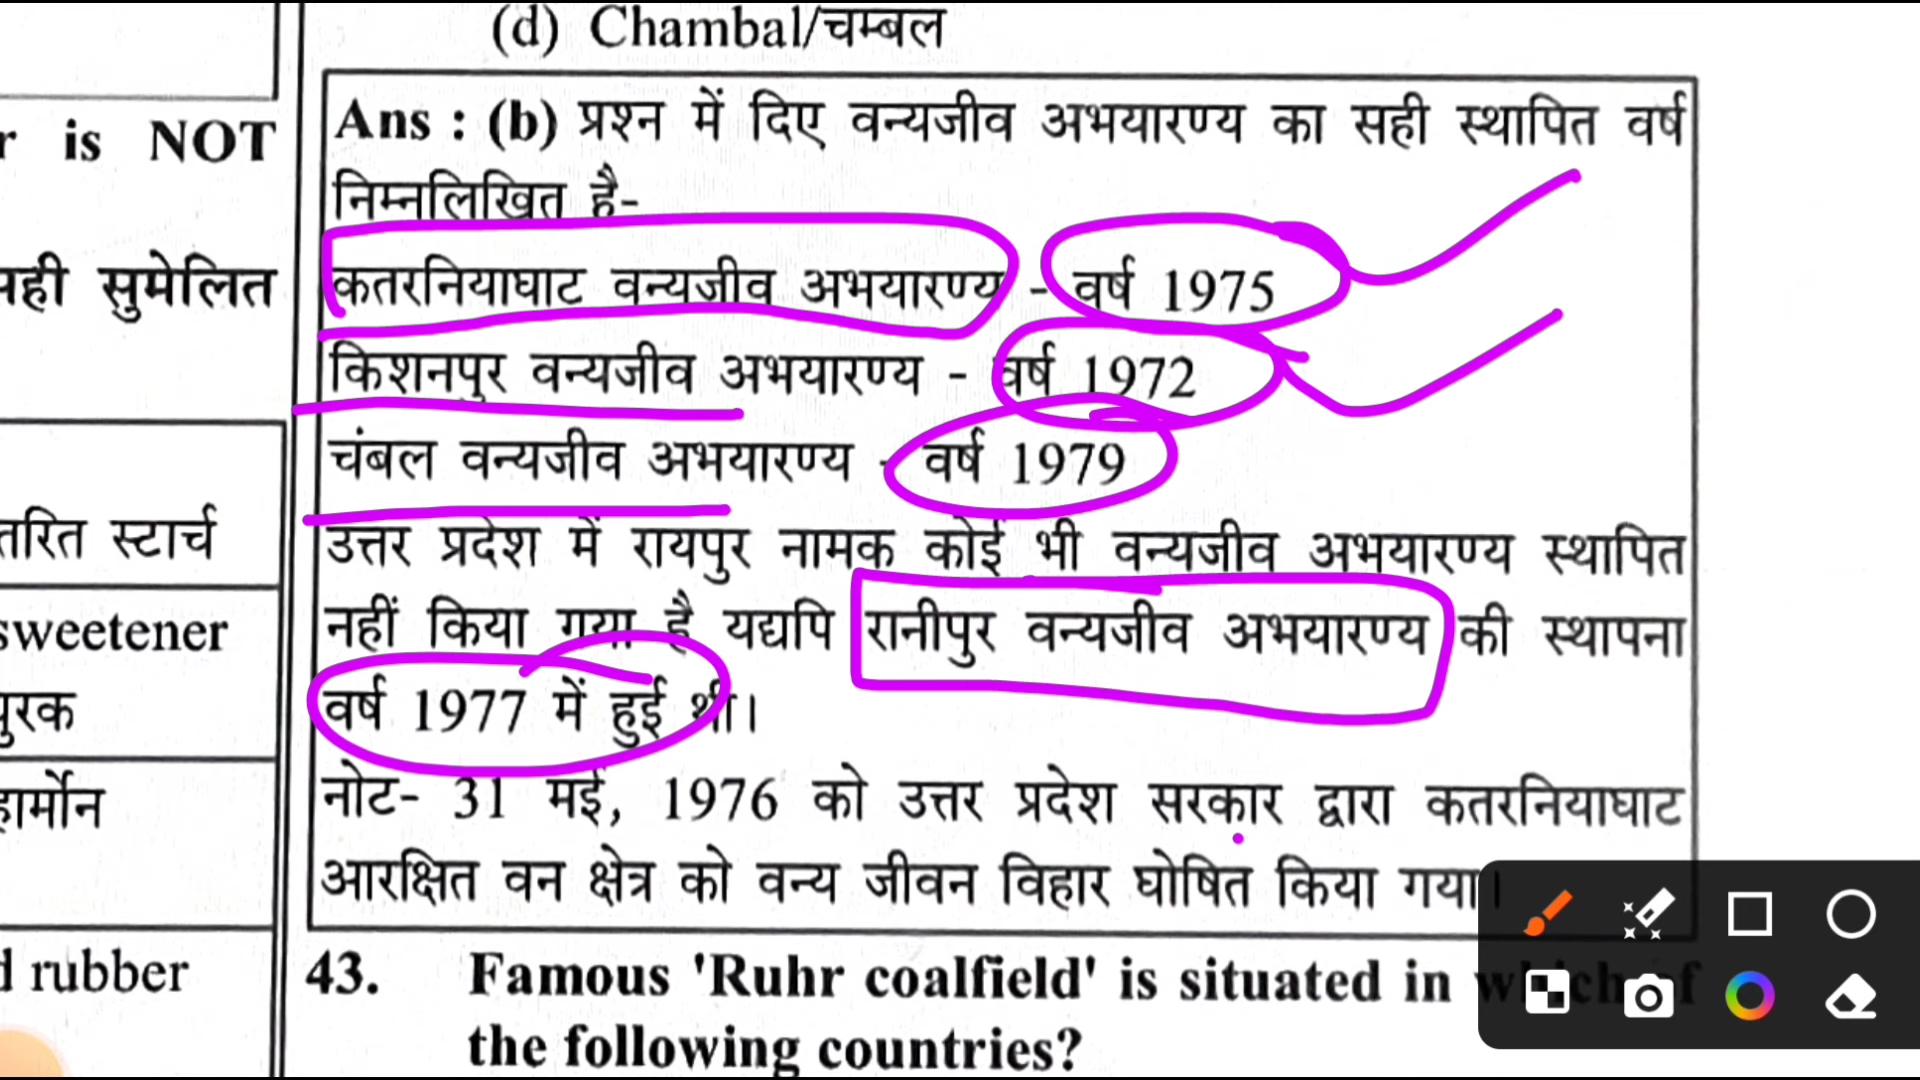 (d) Chambal/चम्बल
r is NOT
सुमेलित
तरित स्टार्च
sweetener
पुरक
हार्मोन
rubber
Ans : (b) प्रश्न में दिए वन्यजीव अभयारण्य का सही स्थापित वर्ष
निम्नलिखित है-
कतरनियाघाट वन्यजीव अभयारण्य - वर्ष 1975
किशनपुर वन्यजीव अभयारण्य - वर्ष 1972
चंबल वन्यजीव अभयारण्य - वर्ष 1979
उत्तर प्रदेश में रायपुर नामक कोई भी वन्यजीव अभयारण्य स्थापित
नहीं किया गया है यद्यपि रानीपुर वन्यजीव अभयारण्य की स्थापना
वर्ष 1977 में हुई थी।
नोट- 31 मई, 1976 को उत्तर प्रदेश सरकार द्वारा कतरनियाघाट
आरक्षित वन क्षेत्र को वन्य जीवन विहार घोषित किया गया।
43. Famous 'Ruhr coalfield' is situated in which of
the following countries?